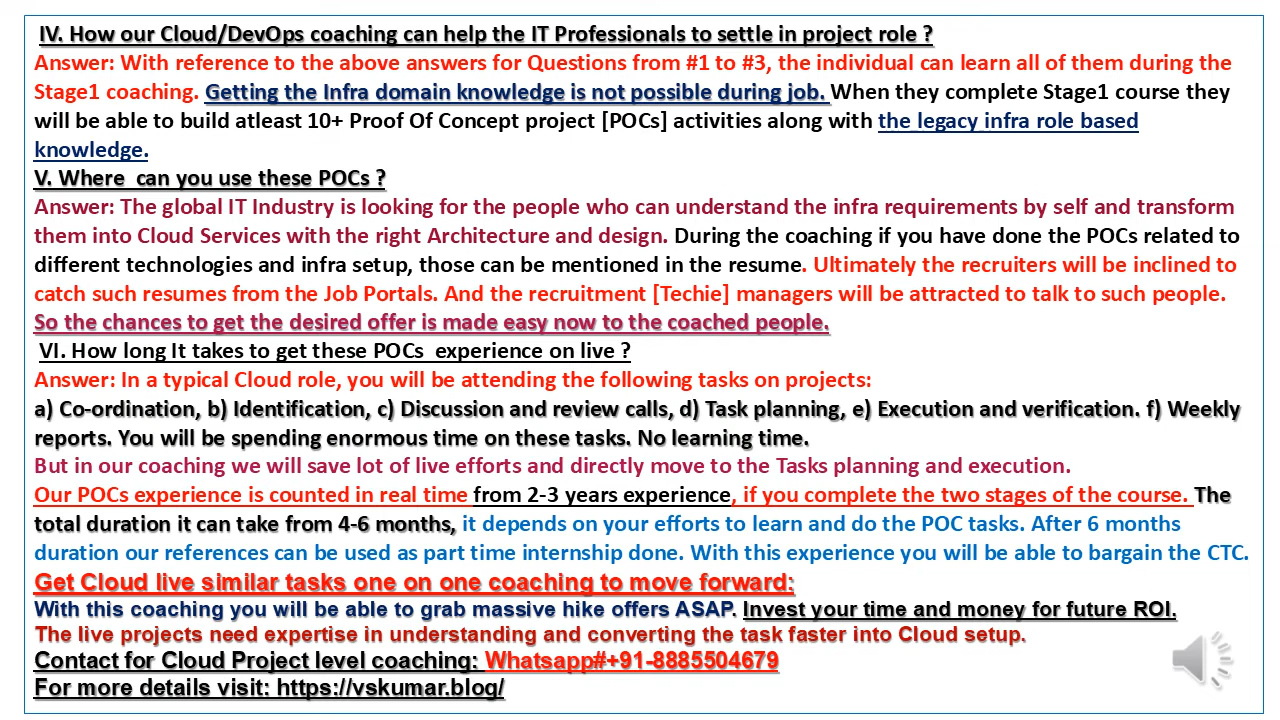 IV. How our Cloud/DevOps coaching can help the IT Professionals to settle in project role ?
Answer: With reference to the above answers for Questions from #1 to #3, the individual can learn all of them during the
Stage1 coaching. Getting the Infra domain knowledge is not possible during job. When they complete Stage1 course they
will be able to build atleast 10+ Proof Of Concept project [POCs] activities along with the legacy infra role based
knowledge.
V. Where  can you use these POCs ?
Answer: The global IT Industry is looking for the people who can understand the infra requirements by self and transform
them into Cloud Services with the right Architecture and design. During the coaching if you have done the POCs related to
different technologies and infra setup, those can be mentioned in the resume. Ultimately the recruiters will be inclined to
catch such resumes from the Job Portals. And the recruitment [Techie] managers will be attracted to talk to such people.
So the chances to get the desired offer is made easy now to the coached people.
VI. How long It takes to get these POCs  experience on live ?
Answer: In a typical Cloud role, you will be attending the following tasks on projects:
a) Co-ordination, b) Identification, c) Discussion and review calls, d) Task planning, e) Execution and verification. f) Weekly
reports. You will be spending enormous time on these tasks. No learning time.
But in our coaching we will save lot of live efforts and directly move to the Tasks planning and execution.
Our POCs experience is counted in real time from 2-3 years experience, if you complete the two stages of the course. The
total duration it can take from 4-6 months, it depends on your efforts to learn and do the POC tasks. After 6 months
duration our references can be used as part time internship done. With this experience you will be able to bargain the CTC.
Get Cloud live similar tasks one on one coaching to move forward:
With this coaching you will be able to grab massive hike offers ASAP. Invest your time and money for future ROI.
The live projects need expertise in understanding and converting the task faster into Cloud setup.
Contact for Cloud Project level coaching: Whatsapp#+91-8885504679
For more details visit: https://vskumar.blog/